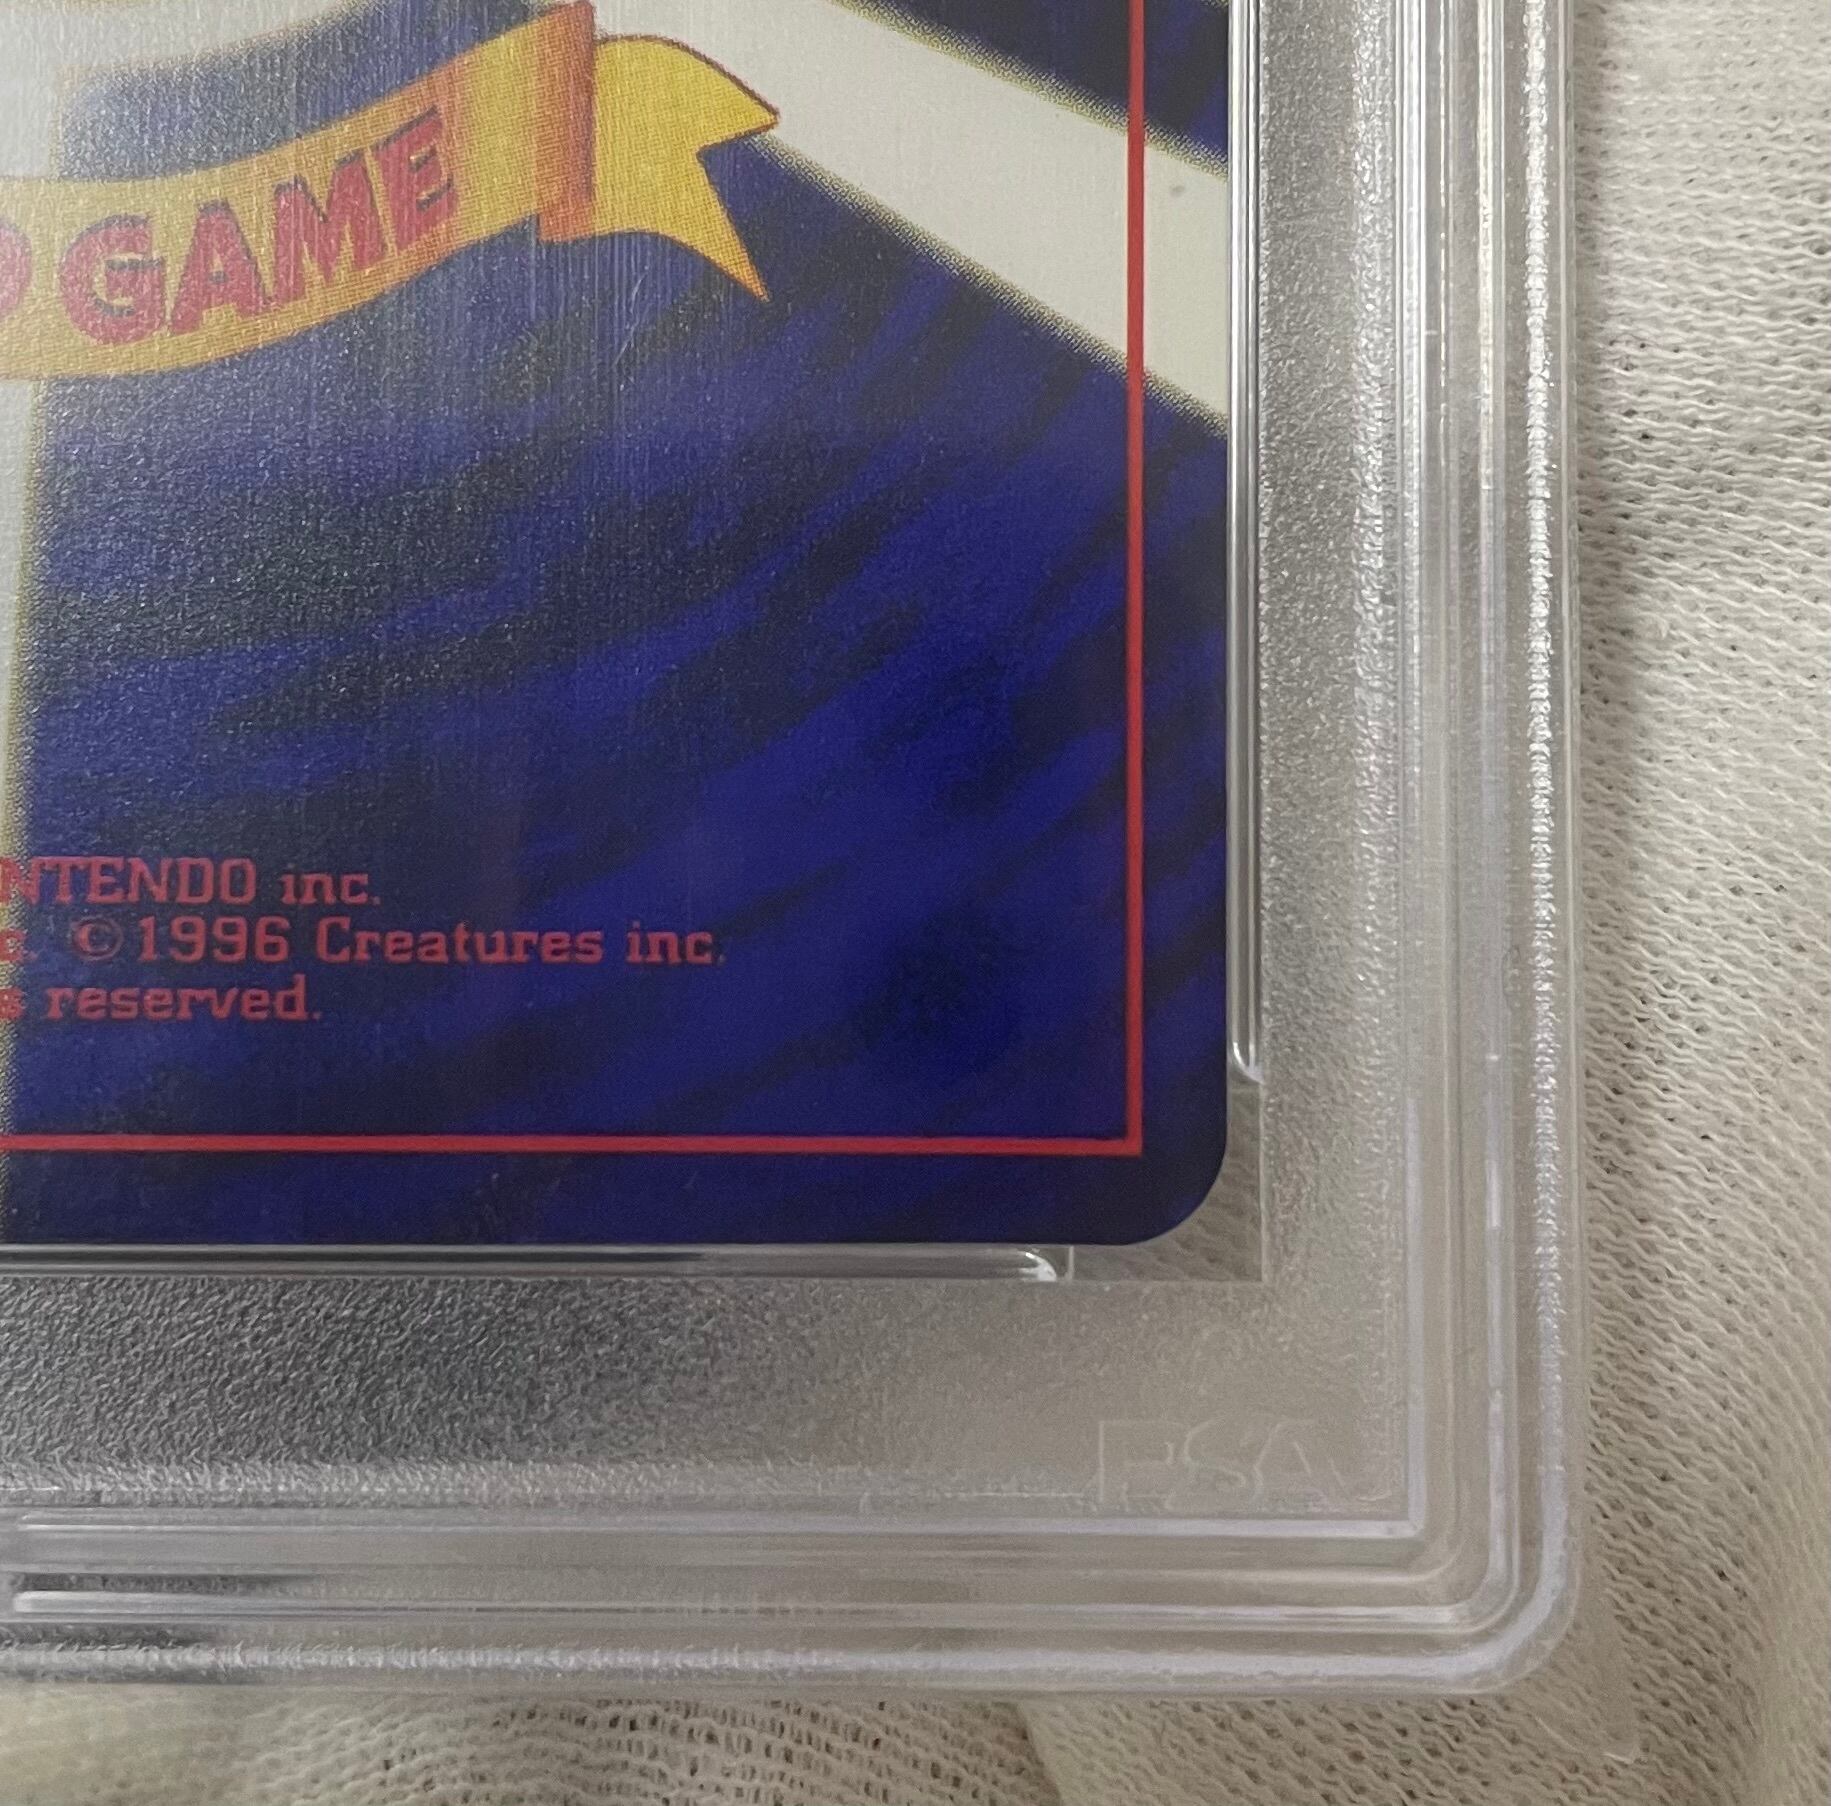 GAME
NTENDO inc.
c. ©1996 Creatures inc.
s reserved.
PSA